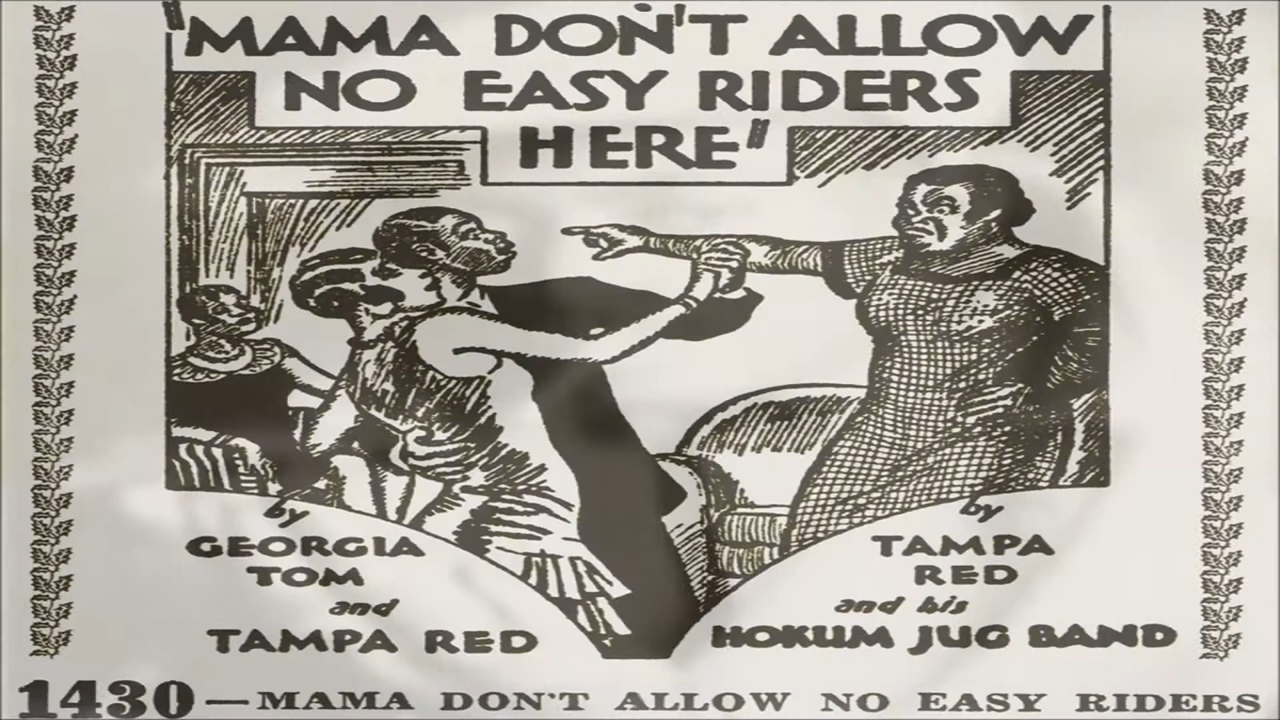 "MAMA DON'T ALLOW
NO EASY RIDERS
HERE"
by
GEORGIA
TOM
and
TAMPA RED
by
TAMPA
RED
and his
HOKUM JUG BAND
1430—MAMA DON'T ALLOW NO EASY RIDERS